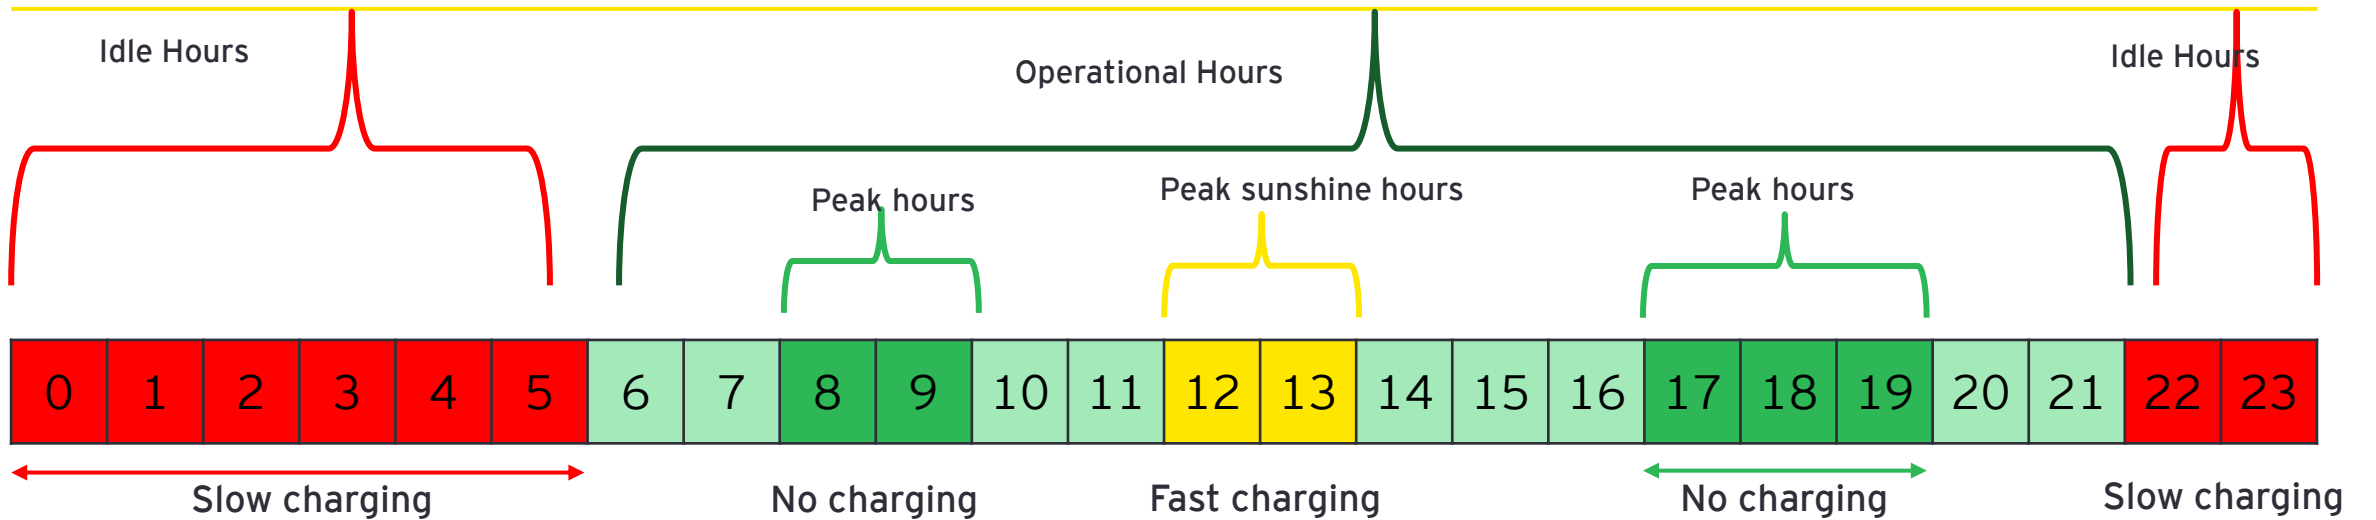 Idle Hours
Operational Hours
Idle Hours
Peak hours
Peak sunshine hours
Peak hours
0 1 2 3 4 5 6 7 8 9 10 11 12 13 14 15 16 17 18 19 20 21 22 23
Slow charging
No charging
Fast charging
No charging
Slow charging